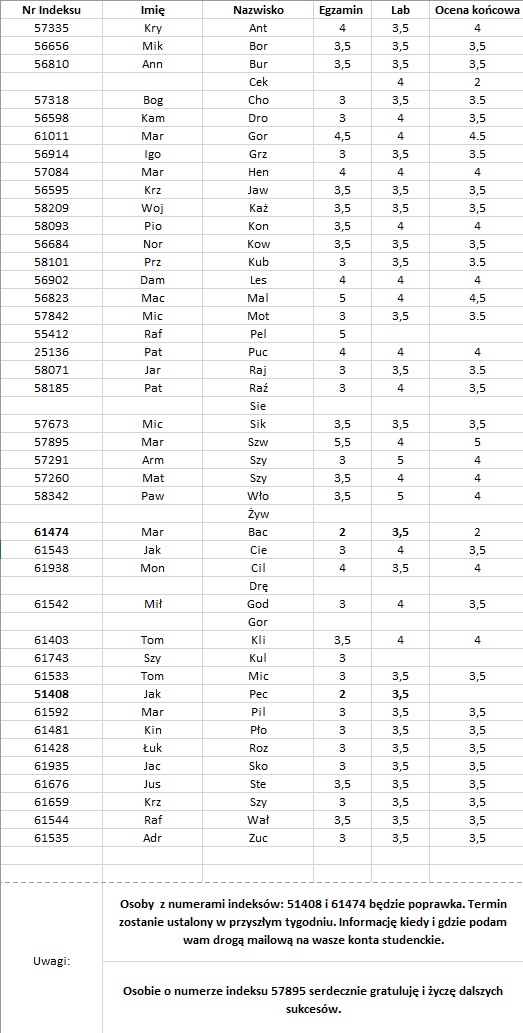 Nr Indeksu Imię Nazwisko Egzamin Lab Ocena końcowa
57335 Kry Ant 4 3,5 4
56656 Mik Bor 3,5 3,5 3,5
56810 Ann Bur 3,5 3,5 3,5
Cek 4 2
57318 Bog Cho 3 3,5 3.5
56598 Kam Dro 3 4 3,5
61011 Mar Gor 4,5 4 4.5
56914 Igo Grz 3 3,5 3.5
57084 Mar Hen 4 4 4
56595 Krz Jaw 3,5 3,5 3,5
58209 Woj Każ 3,5 3,5 3,5
58093 Pio Kon 3,5 4 4
56684 Nor Kow 3,5 3,5 3,5
58101 Prz Kub 3 3,5 3.5
56902 Dam Les 4 4 4
56823 Mac Mal 5 4 4,5
57842 Mic Mot 3 3,5 3.5
55412 Raf Pel 5
25136 Pat Puc 4 4 4
58071 Jar Raj 3 3,5 3.5
58185 Pat Raź 3 4 3,5
Sie
57673 Mic Sik 3,5 3,5 3,5
57895 Mar Szw 5,5 4 5
57291 Arm Szy 3 5 4
57260 Mat Szy 3,5 4 4
58342 Paw Wło 3,5 5 4
Żyw
61474 Mar Bac 2 3,5 2
61543 Jak Cie 3 4 3,5
61938 Mon Cil 4 3,5 4
Drę
61542 Mił God 3 4 3,5
Gor
61403 Tom Kli 3,5 4 4
61743 Szy Kul 3
61533 Tom Mic 3 3,5 3,5
51408 Jak Pec 2 3,5
61592 Mar Pil 3 3,5 3,5
61481 Kin Pło 3 3,5 3,5
61428 Łuk Roz 3 3,5 3,5
61935 Jac Sko 3 3,5 3,5
61676 Jus Ste 3,5 3,5 3,5
61659 Krz Szy 3 3,5 3,5
61544 Raf Wał 3,5 3,5 3,5
61535 Adr Zuc 3 3,5 3,5
Uwagi:
Osoby z numerami indeksów: 51408 i 61474 będzie poprawka. Termin
zostanie ustalony w przyszłym tygodniu. Informację kiedy i gdzie podam
wam drogą mailową na wasze konta studenckie.
Osobie o numerze indeksu 57895 serdecznie gratuluję i życzę dalszych
sukcesów.